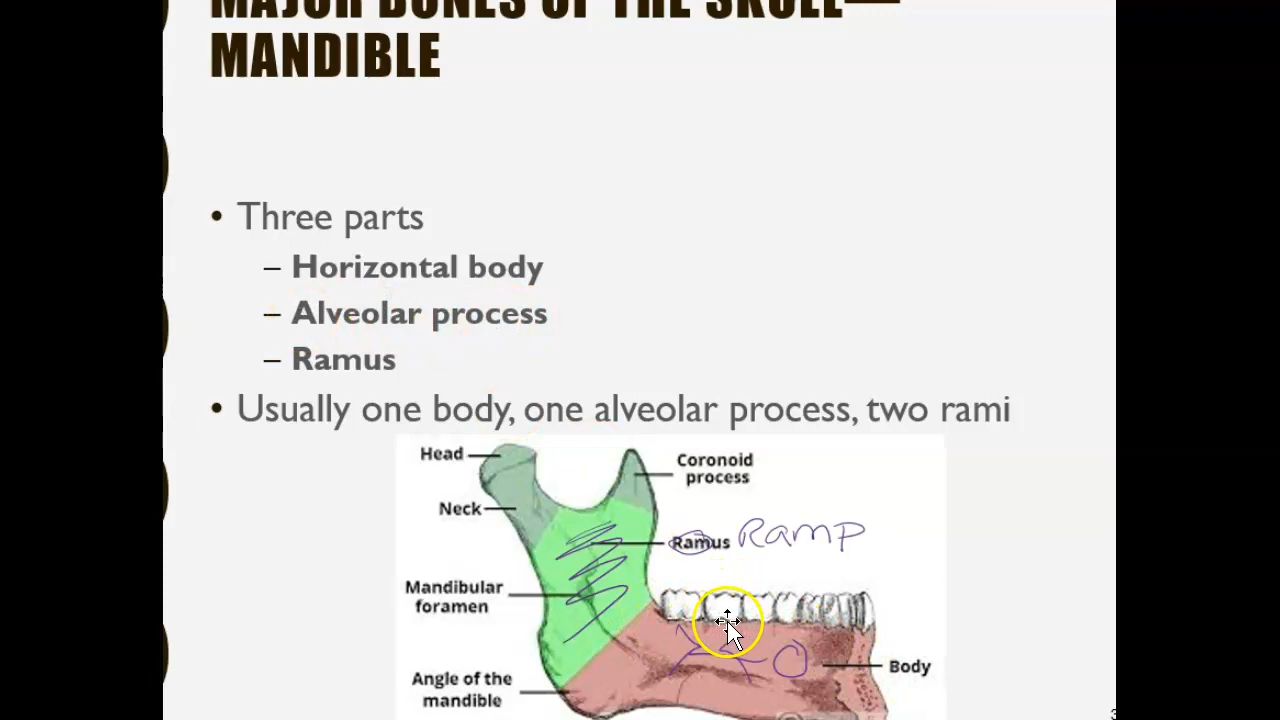 MAJOR BONES OF THE SKULL—
MANDIBLE
• Three parts
– Horizontal body
– Alveolar process
– Ramus
• Usually one body, one alveolar process, two rami
Head
Coronoid
process
Neck
Ramus
Ramp
Mandibular
foramen
Body
Angle of the
mandible
3